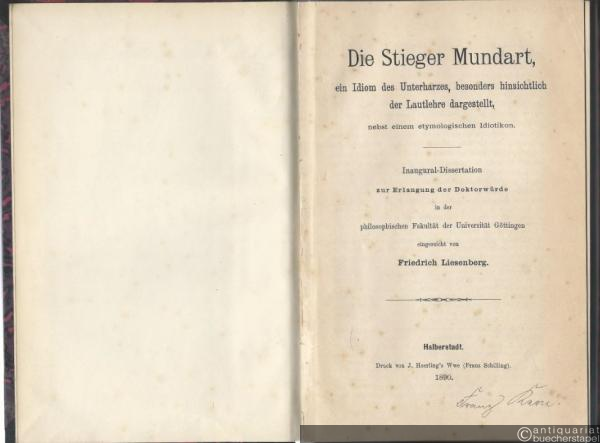 Die Stieger Mundart,
ein Idiom des Unterharzes, besonders hinsichtlich
der Lautlehre dargestellt,
nebst einem etymologischen Idiotikon.
Inaugural-Dissertation
zur Erlangung der Doktorwürde
in der
philosophischen Fakultät der Universität Göttingen
eingereicht von
Friedrich Liesenberg.
Halberstadt.
Druck von J. Hoerling's Wwe (Franz Schilling).
1890.
Franz
antiquariat
buecherstapel